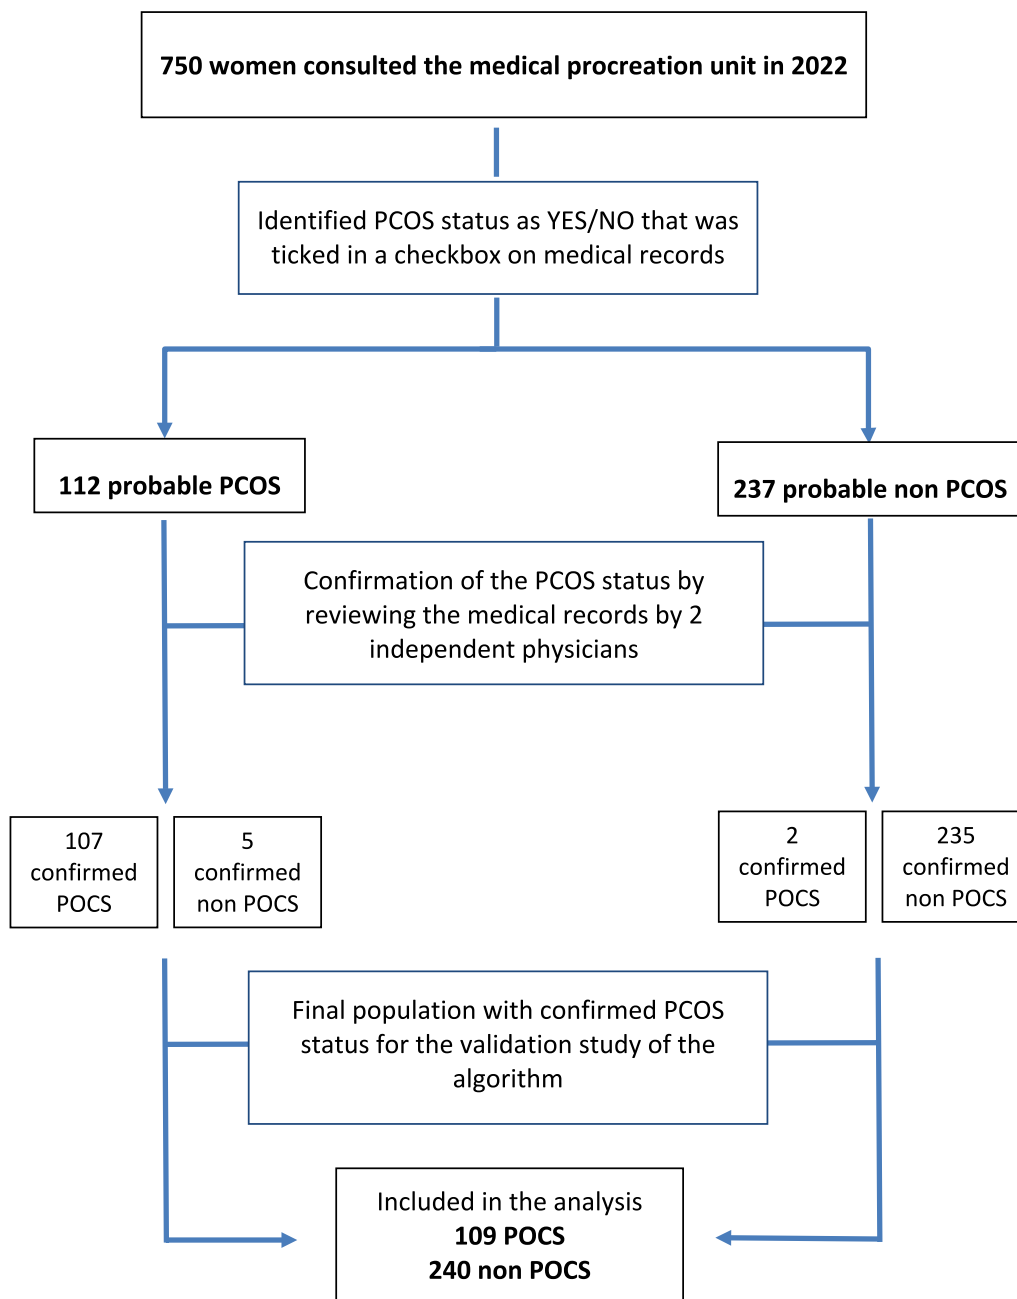 750 women consulted the medical procreation unit in 2022
Identified PCOS status as YES/NO that was
ticked in a checkbox on medical records
112 probable PCOS
237 probable non PCOS
Confirmation of the PCOS status by
reviewing the medical records by 2
independent physicians
107
confirmed
POCS
5
confirmed
non POCS
2
confirmed
POCS
235
confirmed
non POCS
Final population with confirmed PCOS
status for the validation study of the
algorithm
Included in the analysis
109 POCS
240 non POCS